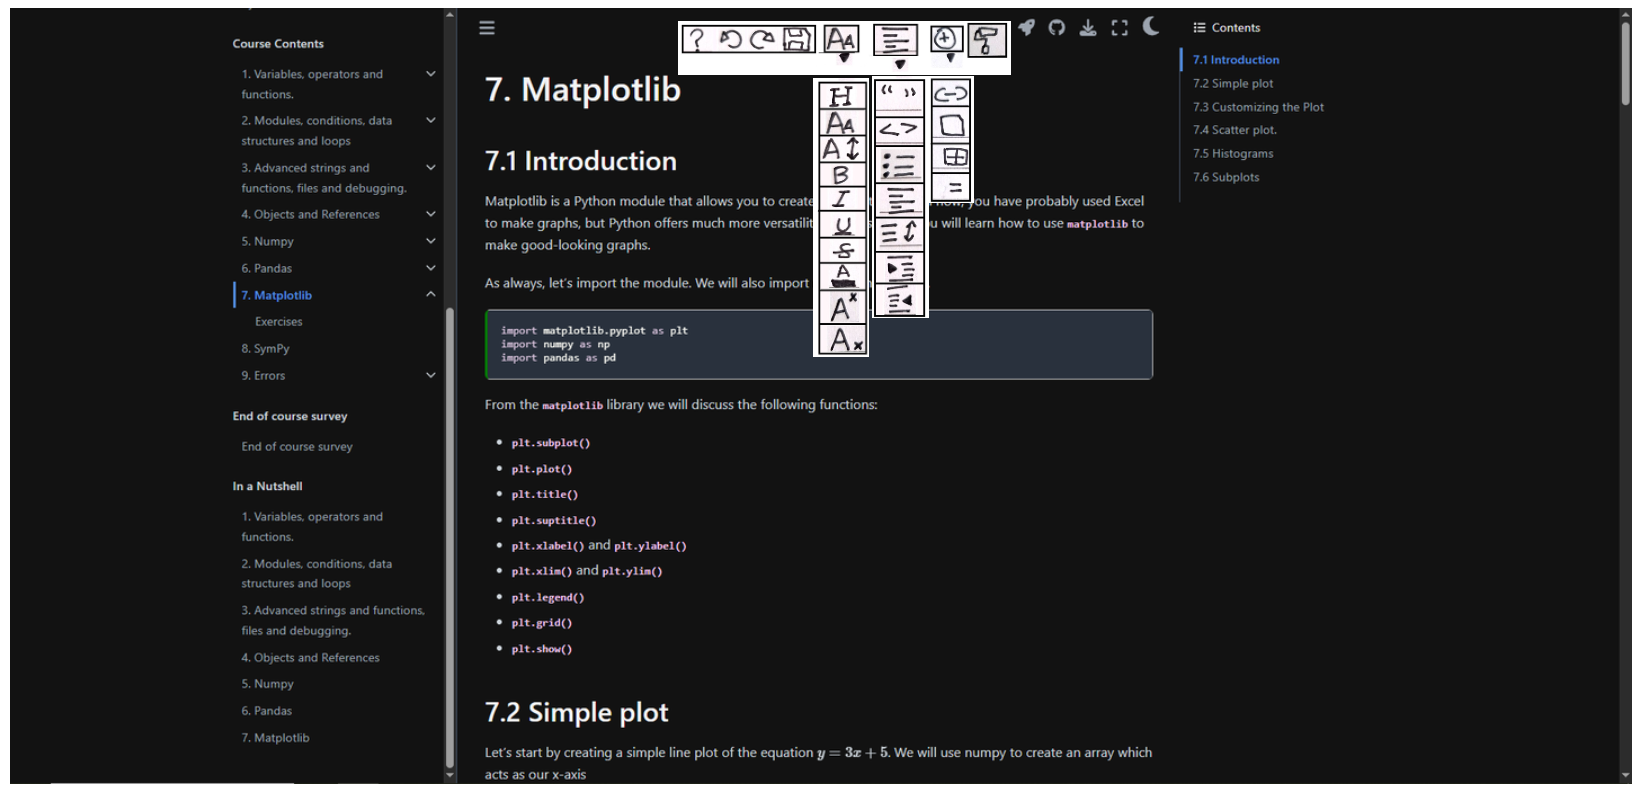 Course Contents
1. Variables, operators and
functions.
2. Modules, conditions, data
structures and loops
3. Advanced strings and
functions, files and debugging.
4. Objects and References
5. Numpy
6. Pandas
7. Matplotlib
Exercises
8. SymPy
9. Errors
End of course survey
End of course survey
In a Nutshell
1. Variables, operators and
functions.
2. Modules, conditions, data
structures and loops
3. Advanced strings and functions,
files and debugging.
4. Objects and References
5. Numpy
6. Pandas
7. Matplotlib
? AA
H
AA
A
B
I
U
S
A
Ax
Ax
“ ”
< >
=
7. Matplotlib
7.1 Introduction
Matplotlib is a Python module that allows you to create you have probably used Excel
to make graphs, but Python offers much more will learn how to use matplotlib to
make good-looking graphs.
As always, let's import the module. We will also import
import matplotlib.pyplot as plt
import numpy as np
import pandas as pd
From the matplotlib library we will discuss the following functions:
• plt.subplot()
• plt.plot()
• plt.title()
• plt.suptitle()
• plt.xlabel() and plt.ylabel()
• plt.xlim() and plt.ylim()
• plt.legend()
• plt.grid()
• plt.show()
7.2 Simple plot
Let's start by creating a simple line plot of the equation y = 3x + 5. We will use numpy to create an array which
acts as our x-axis
Contents
7.1 Introduction
7.2 Simple plot
7.3 Customizing the Plot
7.4 Scatter plot.
7.5 Histograms
7.6 Subplots